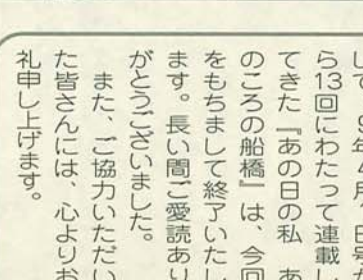 して 9年4月1日号か
ら13回にわたって連載し
てきた『あの日の私 あ
のころの船橋』は、今回
をもちまして終了いたし
ます。長い間ご愛読あり
がとうございました。
また、ご協力いただい
た皆さんには、心よりお
礼申し上げます。